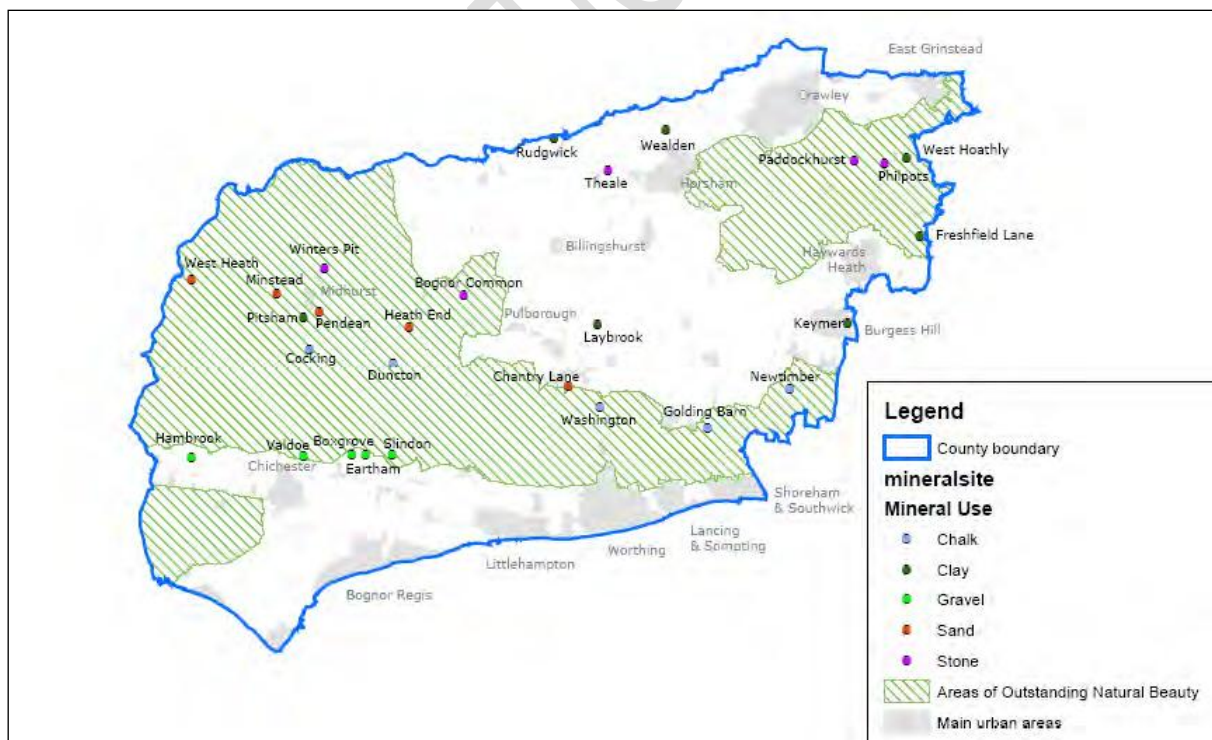 East Grinstead
Crawley
Rudgwick
Wealden
Theale
Horsham
Paddockhurst
West Hoathly
Philpots
Billingshurst
Freshfield Lane
Haywards
Heath
West Heath
Winters Pit
Minstead
Midhurst
Bognor Common
Pitsham
Pendean
Heath End
Pulborough
Laybrook
Keymer
Burgess Hill
Cocking
Duncton
Chantry Lane
Washington
Golding Barn
Newtimber
Hambrook
Valdoe
Boxgrove
Slindon
Eartham
Chichester
Shoreham
& Southwick
Lancing
& Sompting
Worthing
Littlehampton
Bognor Regis
Legend
County boundary
mineralsite
Mineral Use
Chalk
Clay
Gravel
Sand
Stone
Areas of Outstanding Natural Beauty
Main urban areas